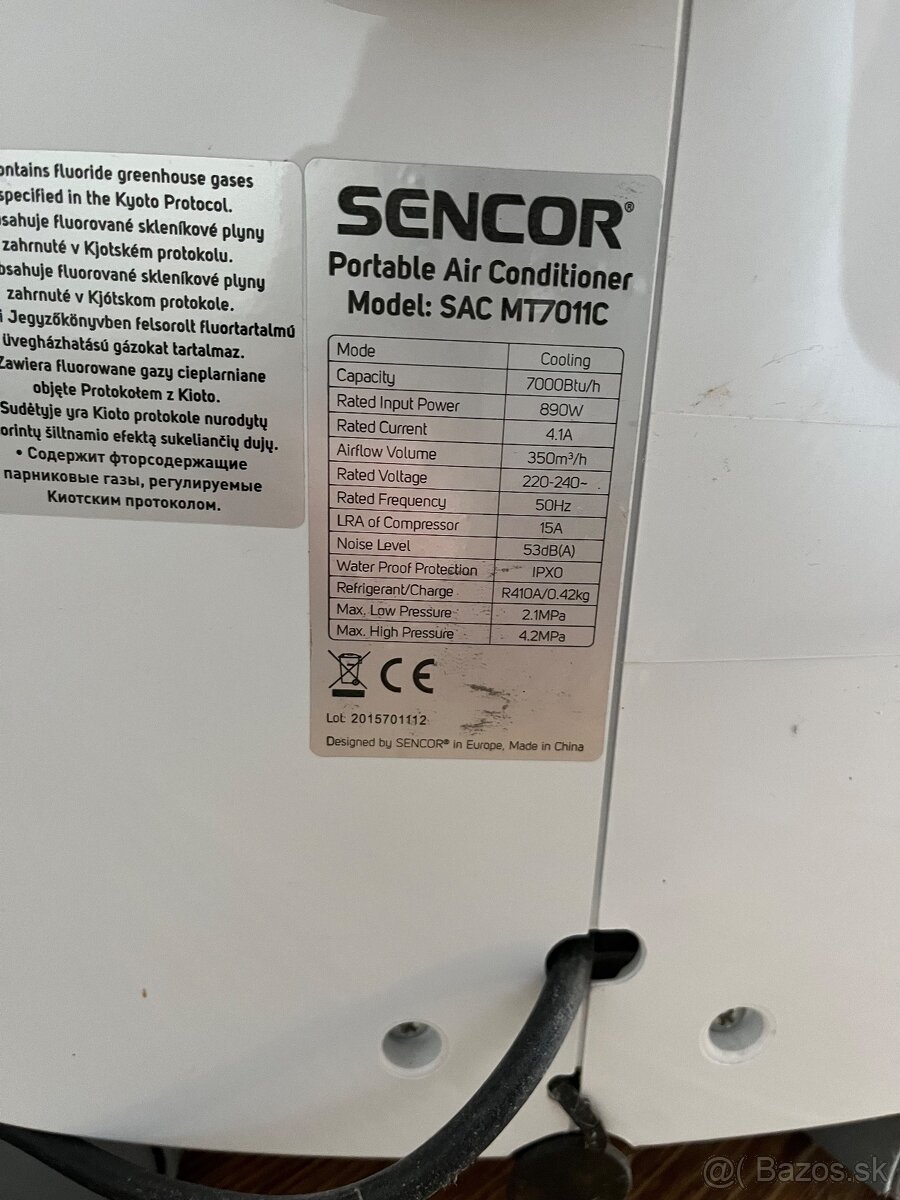 ontains fluoride greenhouse gases
specified in the Kyoto Protocol.
sahuje fluorované skleníkové plyny
zahrnuté v Kjotském protokolu.
bsahuje fluorované skleníkové plyny
zahrnuté v Kjótskom protokole.
i Jegyzőkönyvben felsorolt fluortartalmú
üvegházhatású gázokat tartalmaz.
Zawiera fluorowane gazy cieplarniane
objęte Protokołem z Kioto.
Sudėtyje yra Kioto protokole nurodytų
orintų šiltnamio efektą sukeliančių dujų.
• Содержит фторсодержащие
парниковые газы, регулируемые
Киотским протоколом.
SENCOR®
Portable Air Conditioner
Model: SAC MT7011C
Mode Cooling
Capacity 7000Btu/h
Rated Input Power 890W
Rated Current 4.1A
Airflow Volume 350m³/h
Rated Voltage 220-240~
Rated Frequency 50Hz
LRA of Compressor 15A
Noise Level 53dB(A)
Water Proof Protection IPX0
Refrigerant/Charge R410A/0.42kg
Max. Low Pressure 2.1MPa
Max. High Pressure 4.2MPa
CE
Lot: 2015701112
Designed by SENCOR® in Europe, Made in China
@( Bazos.sk